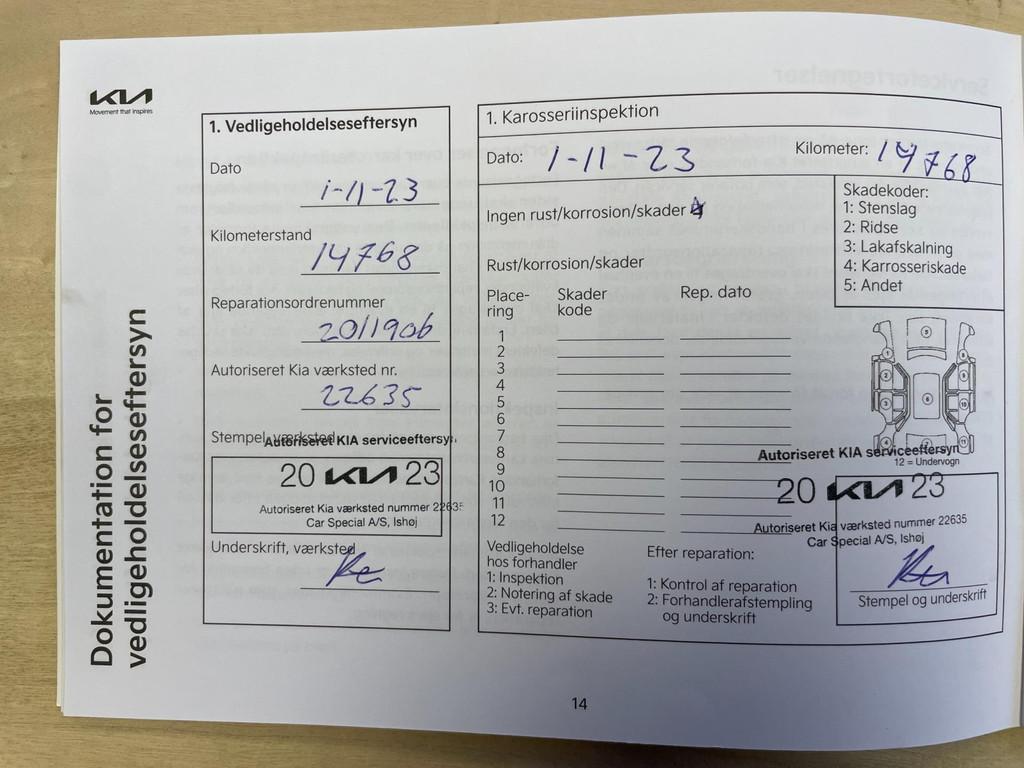 KIA
Movement that inspires
Dokumentation for
vedligeholdelseseftersyn
1. Vedligeholdelseseftersyn
Dato
1-11-23
Kilometerstand
14768
Reparationsordrenummer
2011906
Autoriseret Kia værksted nr.
22635
Stempel, værksted
Autoriseret KIA serviceeftersyn
20 KIA 23
Autoriseret Kia værksted nummer 22635
Car Special A/S, Ishøj
Underskrift, værksted
1. Karosseriinspektion
Dato: 1-11-23 Kilometer: 14768
Ingen rust/korrosion/skader
Rust/korrosion/skader
Skadekoder:
1: Stenslag
2: Ridse
3: Lakafskalning
4: Karrosseriskade
5: Andet
Place-
ring
Skader
kode
Rep. dato
1
2
3
4
5
6
7
8
9
10
11
12
12 = Undervogn
Autoriseret KIA serviceeftersyn
20 KIA 23
Autoriseret Kia værksted nummer 22635
Car Special A/S, Ishøj
Stempel og underskrift
Vedligeholdelse
hos forhandler
1: Inspektion
2: Notering af skade
3: Evt. reparation
Efter reparation:
1: Kontrol af reparation
2: Forhandlerafstempling
og underskrift
14